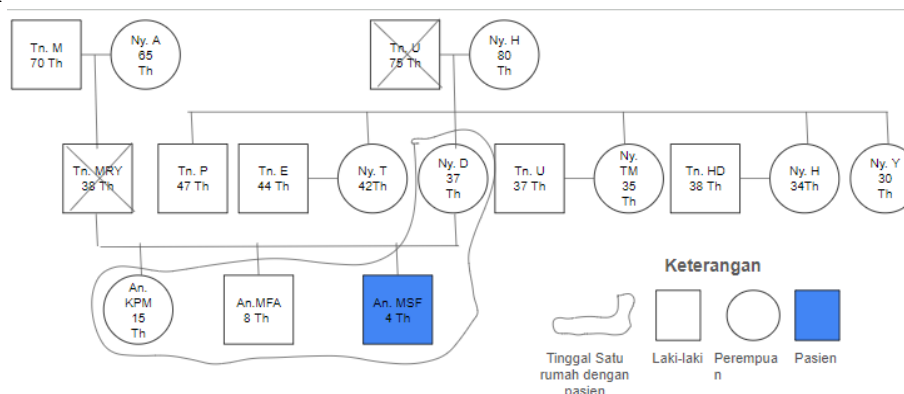 Tn. M
70 Th
Ny. A
65
Th
Tn. U
75 Th
Ny. H
80
Th
Tn. MRY
38 Th
Tn. P
47 Th
Tn. E
44 Th
Ny. T
42Th
Ny. D
37
Th
Tn. U
37 Th
Ny.
TM
35
Th
Tn. HD
38 Th
Ny. H
34Th
Ny. Y
30
Th
An.
KPM
15
Th
An.MFA
8 Th
An. MSF
4 Th
Keterangan
Tinggal Satu
rumah dengan
pasien
Laki-laki
Perempua
n
Pasien